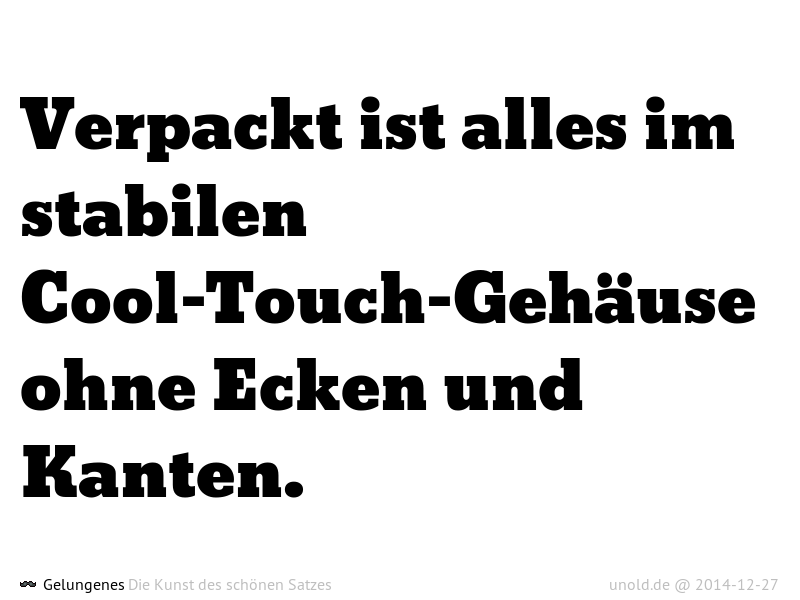 Verpackt ist alles im
stabilen
Cool-Touch-Gehäuse
ohne Ecken und
Kanten.
Gelungenes Die Kunst des schönen Satzes
unold.de @ 2014-12-27